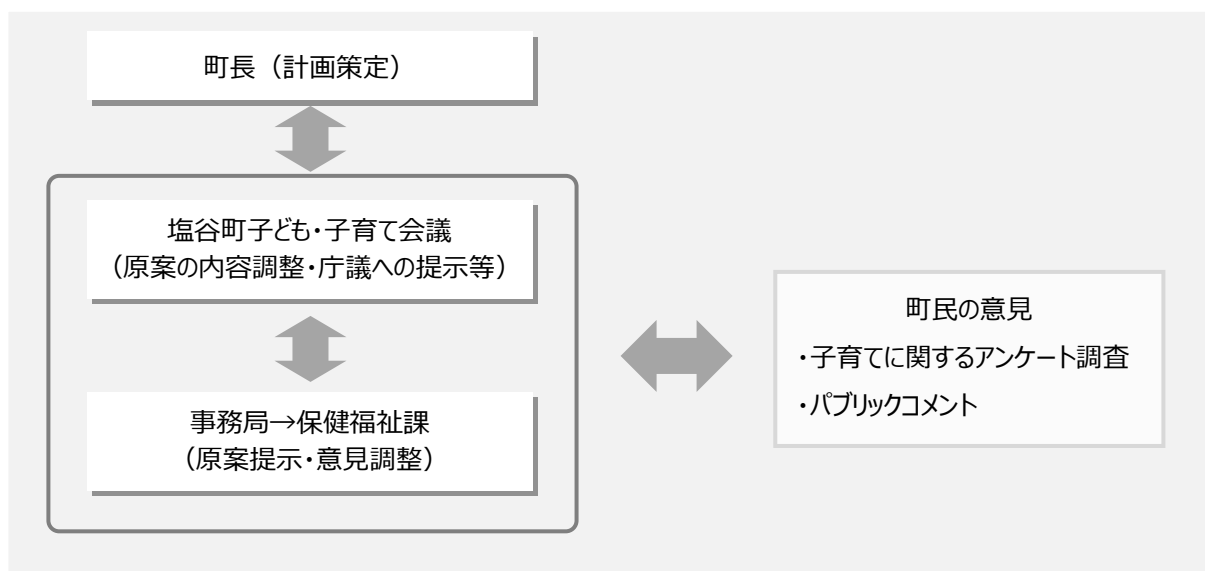 町長（計画策定）
塩谷町子ども・子育て会議
（原案の内容調整・庁議への提示等）
事務局→保健福祉課
（原案提示・意見調整）
町民の意見
・子育てに関するアンケート調査
・パブリックコメント